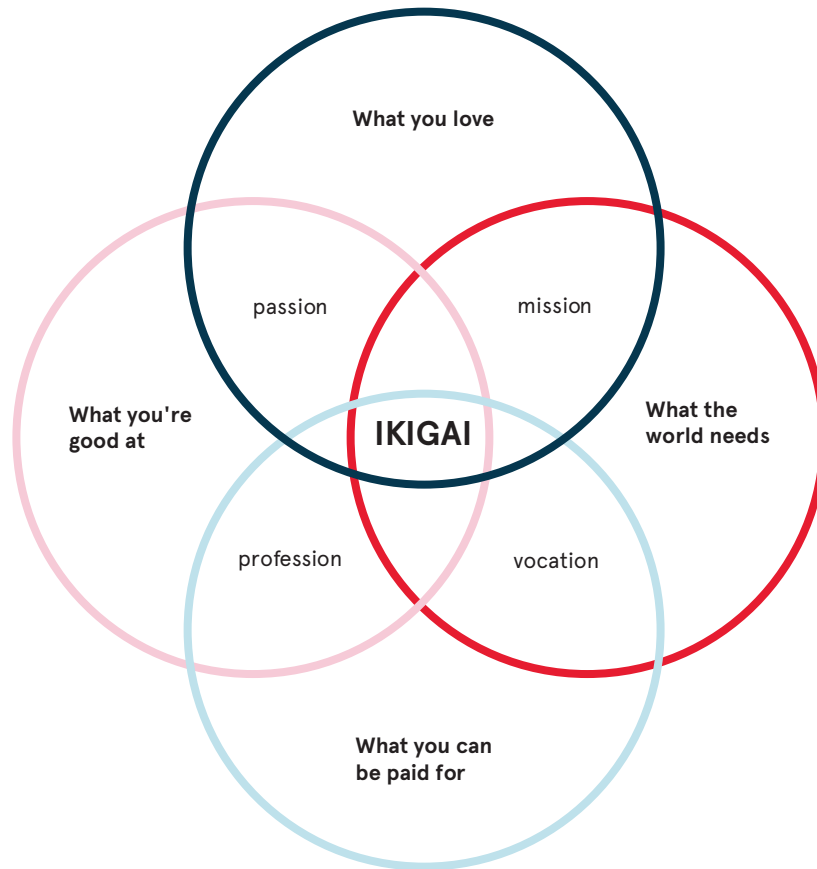 What you love
passion
mission
What you're
good at
IKIGAI
What the
world needs
profession
vocation
What you can
be paid for